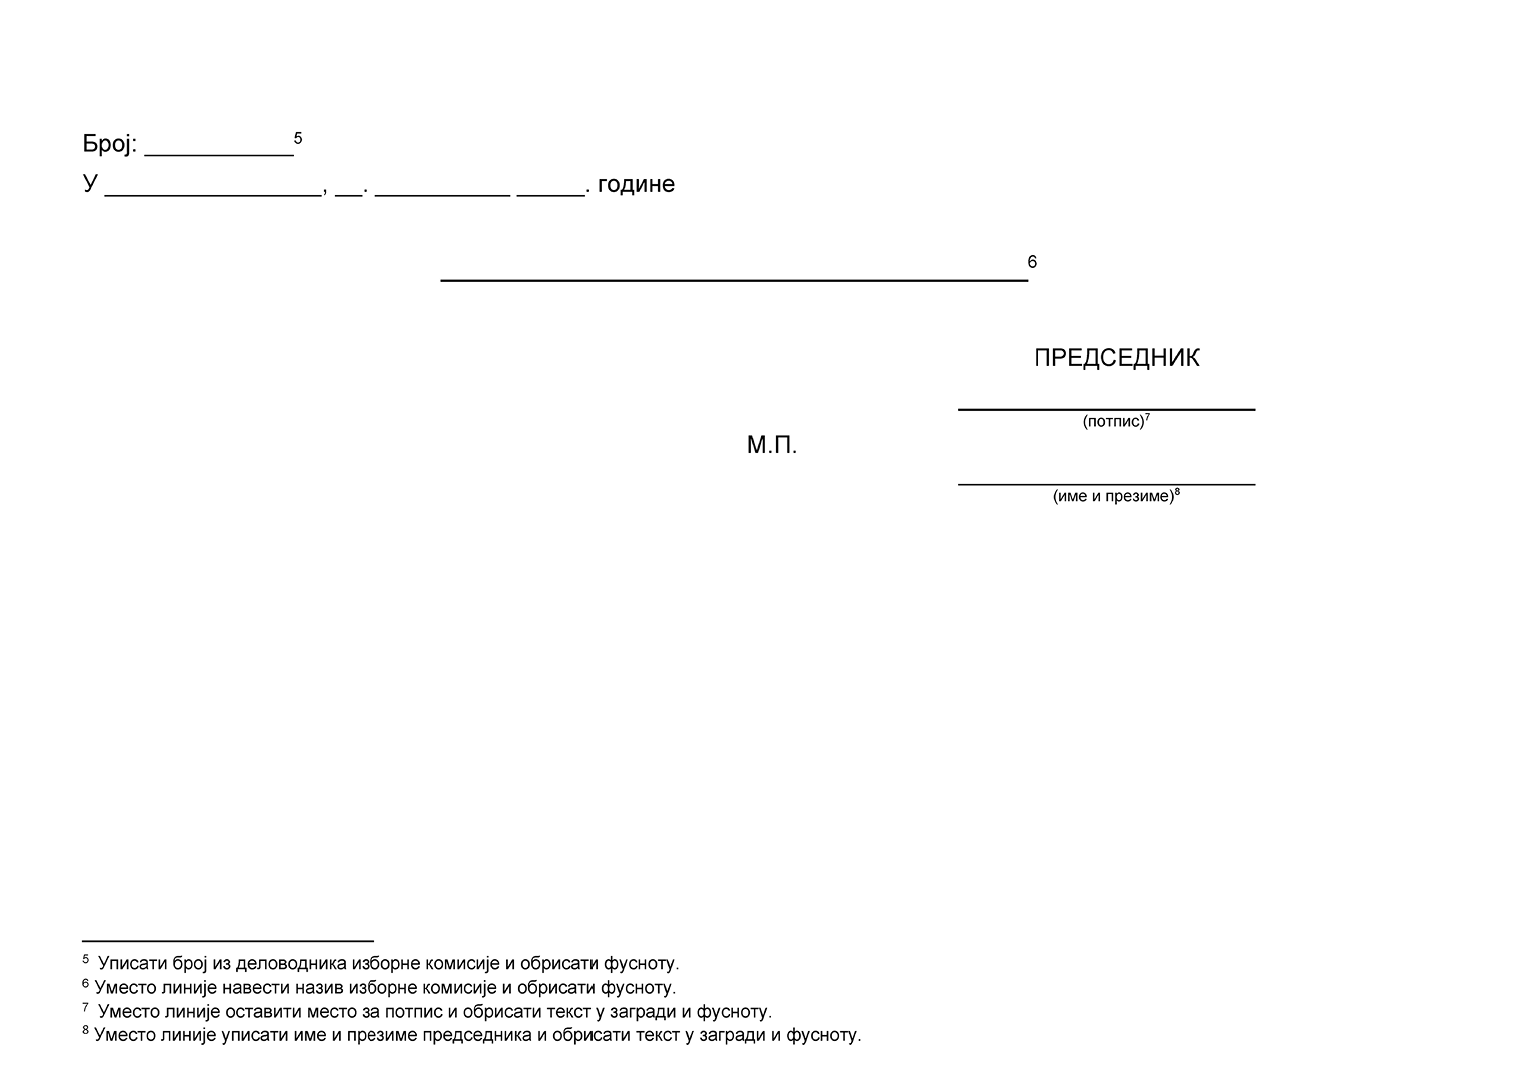 Број: ___________⁵
У ________________, __. __________ _____. године
___________________________________________⁶
ПРЕДСЕДНИК
(потпис)⁷
М.П.
(име и презиме)⁸
⁵ Уписати број из деловодника изборне комисије и обрисати фусноту.
⁶ Уместо линије навести назив изборне комисије и обрисати фусноту.
⁷ Уместо линије оставити место за потпис и обрисати текст у загради и фусноту.
⁸ Уместо линије уписати име и презиме председника и обрисати текст у загради и фусноту.